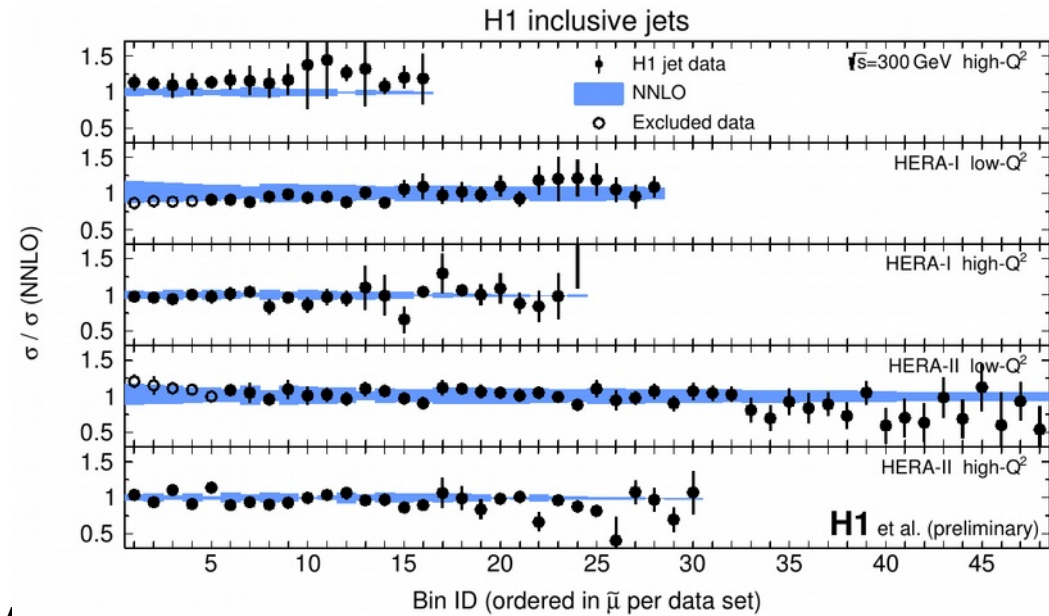 H1 inclusive jets
σ / σ (NNLO)
1.5
1
0.5
H1 jet data
NNLO
Excluded data
√s=300 GeV high-Q²
1.5
1
0.5
HERA-I low-Q²
1.5
1
0.5
HERA-I high-Q²
1.5
1
0.5
HERA-II low-Q²
1.5
1
0.5
HERA-II high-Q²
H1 et al. (preliminary)
5 10 15 20 25 30 35 40 45
Bin ID (ordered in μ̃ per data set)